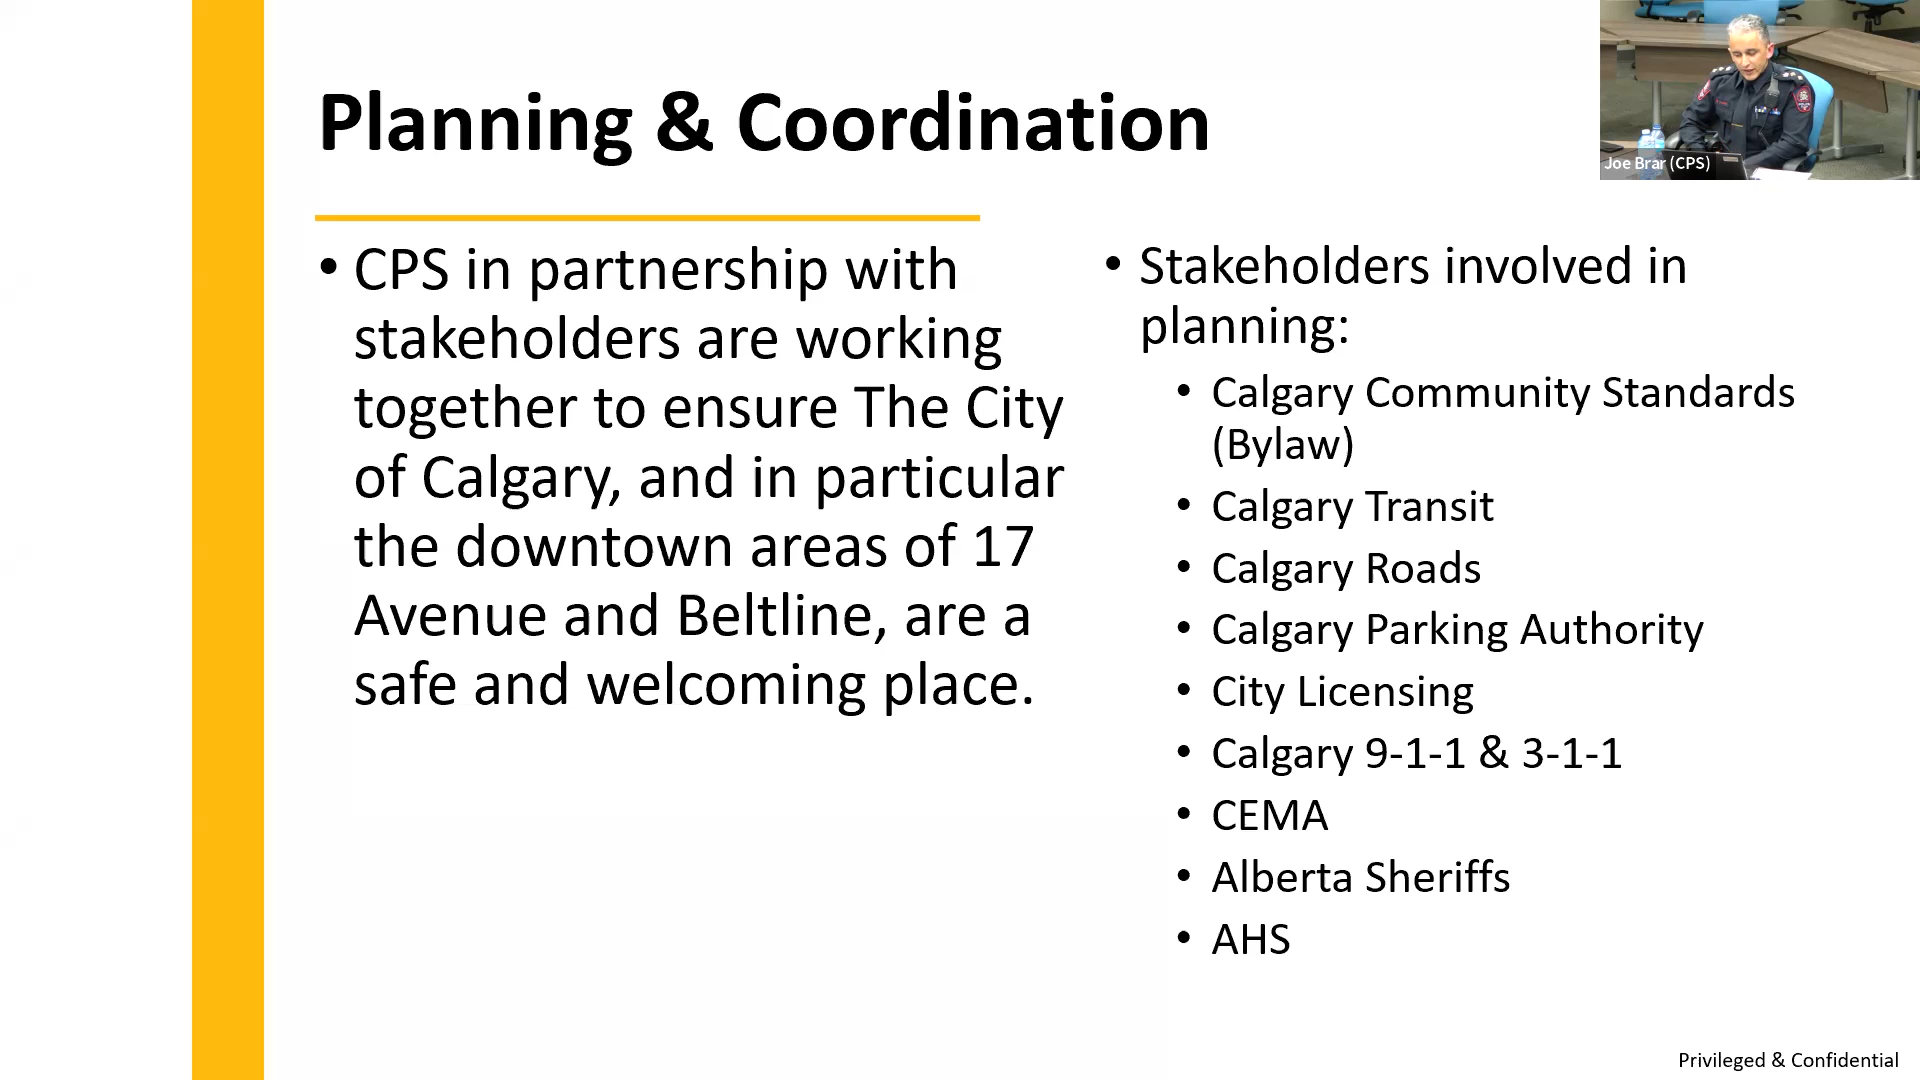 Planning & Coordination
• CPS in partnership with
stakeholders are working
together to ensure The City
of Calgary, and in particular
the downtown areas of 17
Avenue and Beltline, are a
safe and welcoming place.
• Stakeholders involved in
planning:
• Calgary Community Standards
(Bylaw)
• Calgary Transit
• Calgary Roads
• Calgary Parking Authority
• City Licensing
• Calgary 9-1-1 & 3-1-1
• CEMA
• Alberta Sheriffs
• AHS
Joe Brar (CPS)
Privileged & Confidential